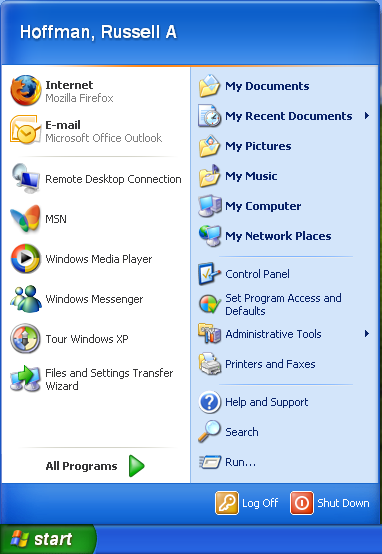 Hoffman, Russell A
Internet
Mozilla Firefox
E-mail
Microsoft Office Outlook
Remote Desktop Connection
MSN
Windows Media Player
Windows Messenger
Tour Windows XP
Files and Settings Transfer
Wizard
All Programs
My Documents
My Recent Documents
My Pictures
My Music
My Computer
My Network Places
Control Panel
Set Program Access and
Defaults
Administrative Tools
Printers and Faxes
Help and Support
Search
Run...
Log Off
Shut Down
start